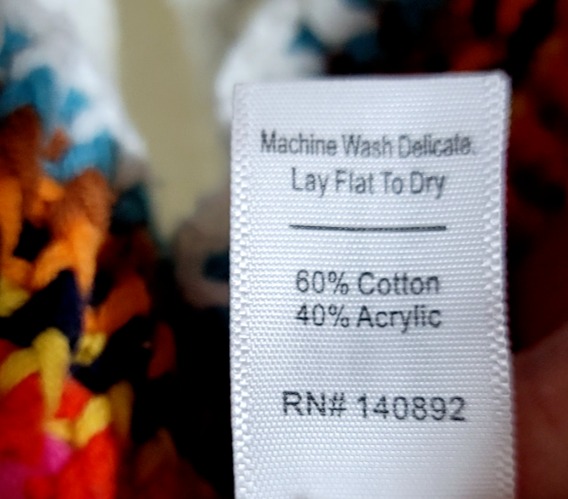 Machine Wash Delicate.
Lay Flat To Dry
60% Cotton
40% Acrylic
RN# 140892